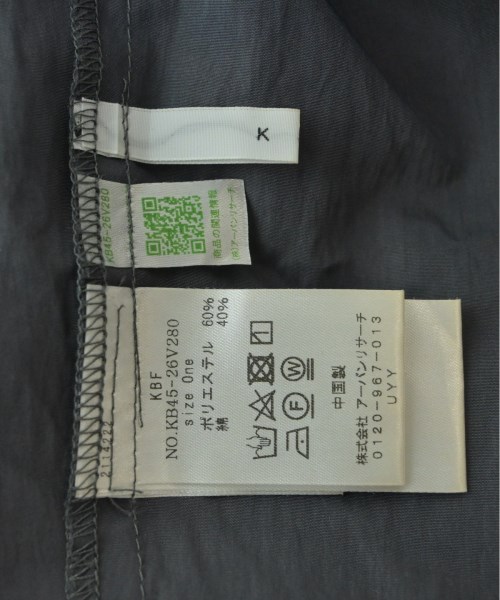 K
KB45-26V280
商品の関連情報
(株)アーバンリサーチ
2114222
KBF
size One
NO.KB45-26V280
ポリエステル 60%
綿 40%
中国製
株式会社 アーバンリサーチ
0120-967-013
UYY